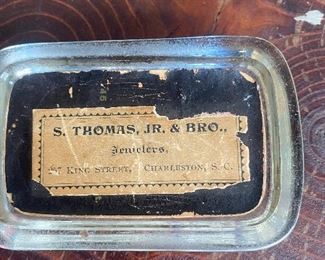 S. THOMAS, JR. & BRO.,
Jewelers,
KING STREET, CHARLESTON, S. C.